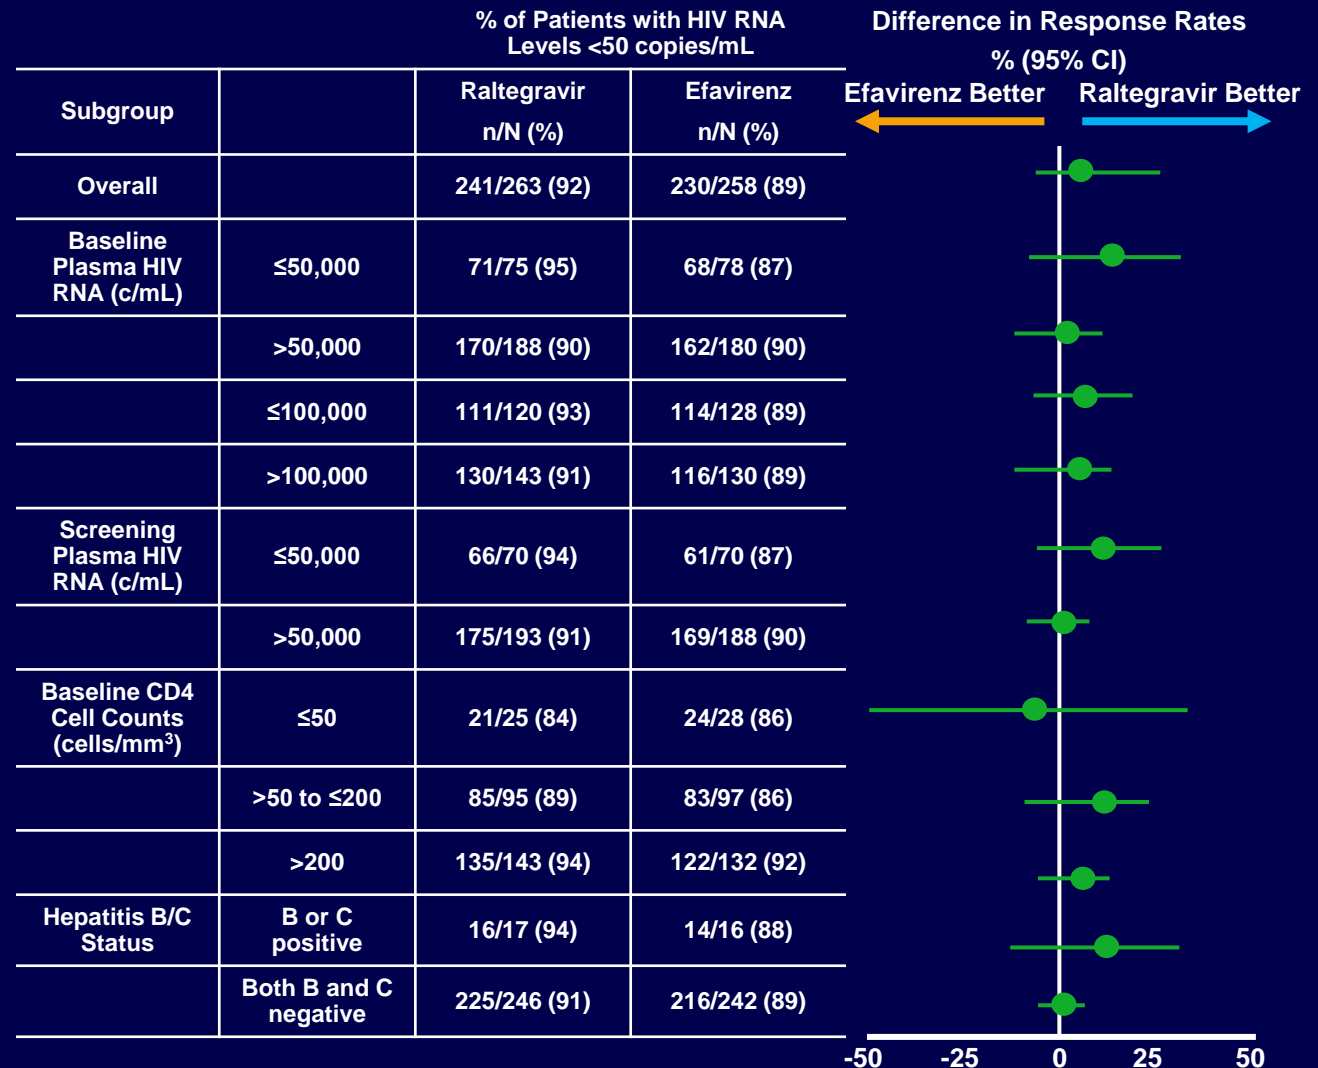 % of Patients with HIV RNA
Levels <50 copies/mL
Difference in Response Rates
% (95% CI)
Efavirenz Better
Raltegravir Better
Subgroup
Raltegravir
n/N (%)
Efavirenz
n/N (%)
Overall
241/263 (92)
230/258 (89)
Baseline
Plasma HIV
RNA (c/mL)
≤50,000
71/75 (95)
68/78 (87)
>50,000
170/188 (90)
162/180 (90)
≤100,000
111/120 (93)
114/128 (89)
>100,000
130/143 (91)
116/130 (89)
Screening
Plasma HIV
RNA (c/mL)
≤50,000
66/70 (94)
61/70 (87)
>50,000
175/193 (91)
169/188 (90)
Baseline CD4
Cell Counts
(cells/mm³)
≤50
21/25 (84)
24/28 (86)
>50 to ≤200
85/95 (89)
83/97 (86)
>200
135/143 (94)
122/132 (92)
Hepatitis B/C
Status
B or C
positive
16/17 (94)
14/16 (88)
Both B and C
negative
225/246 (91)
216/242 (89)
-50
-25
0
25
50